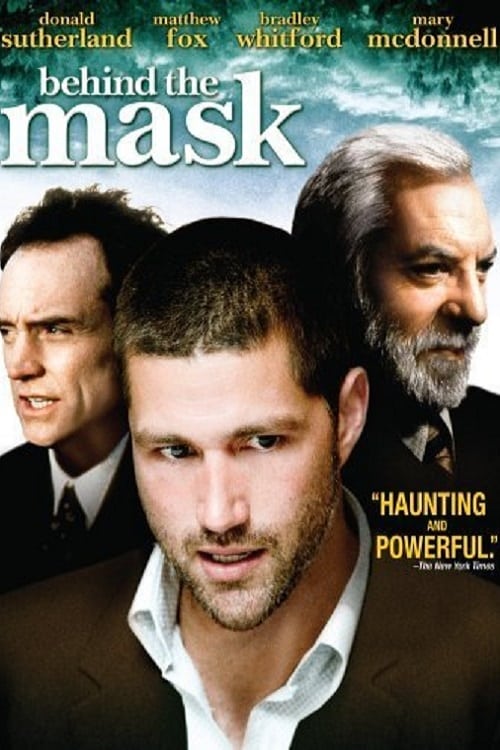 donald matthew bradley mary
sutherland fox whitford mcdonnell
behind the
mask
"HAUNTING
AND
POWERFUL."
–The New York Times